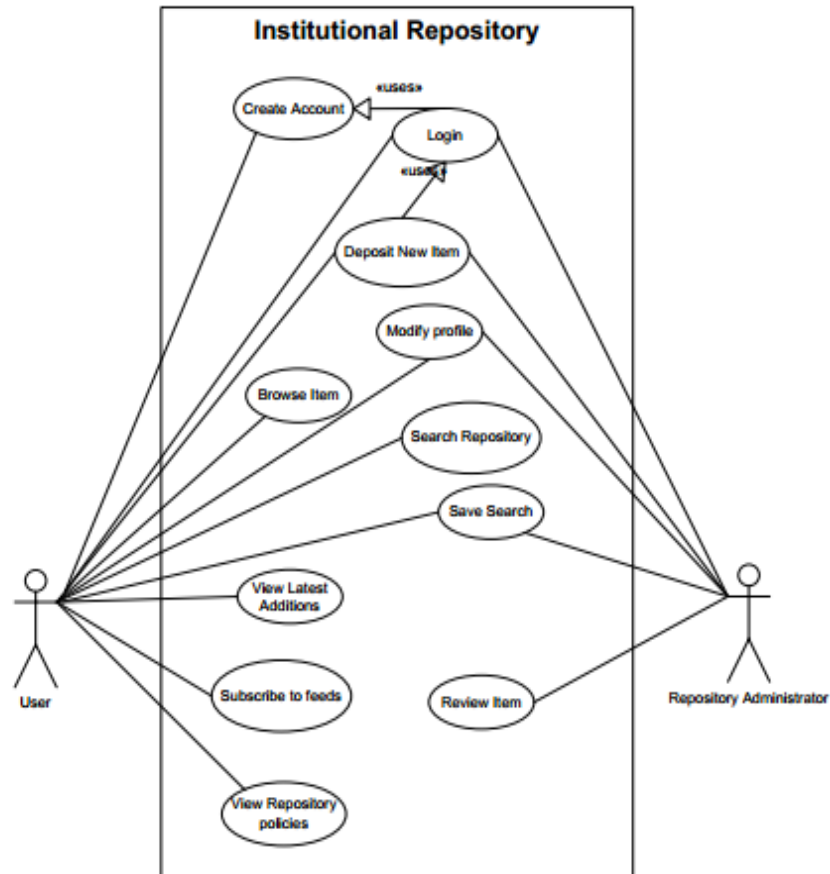 Institutional Repository
«uses»
Create Account
Login
«uses»
Deposit New Item
Modify profile
Browse Item
Search Repository
Save Search
View Latest
Additions
Subscribe to feeds
Review Item
User
Repository Administrator
View Repository
policies